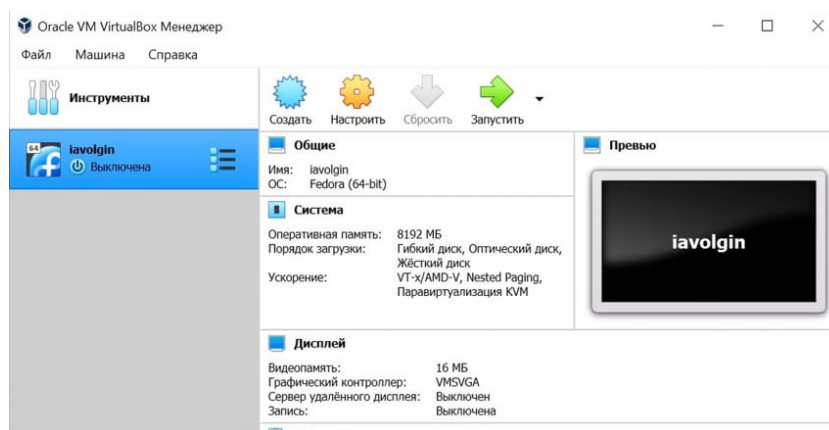 Oracle VM VirtualBox Менеджер
Файл Машина Справка
Инструменты
64
iavolgin
Выключена
Создать Настроить Сбросить Запустить
Общие
Имя: iavolgin
ОС: Fedora (64-bit)
Система
Оперативная память: 8192 МБ
Порядок загрузки: Гибкий диск, Оптический диск,
Жёсткий диск
Ускорение: VT-x/AMD-V, Nested Paging,
Паравиртуализация KVM
Дисплей
Видеопамять: 16 МБ
Графический контроллер: VMSVGA
Сервер удалённого дисплея: Выключен
Запись: Выключена
Превью
iavolgin